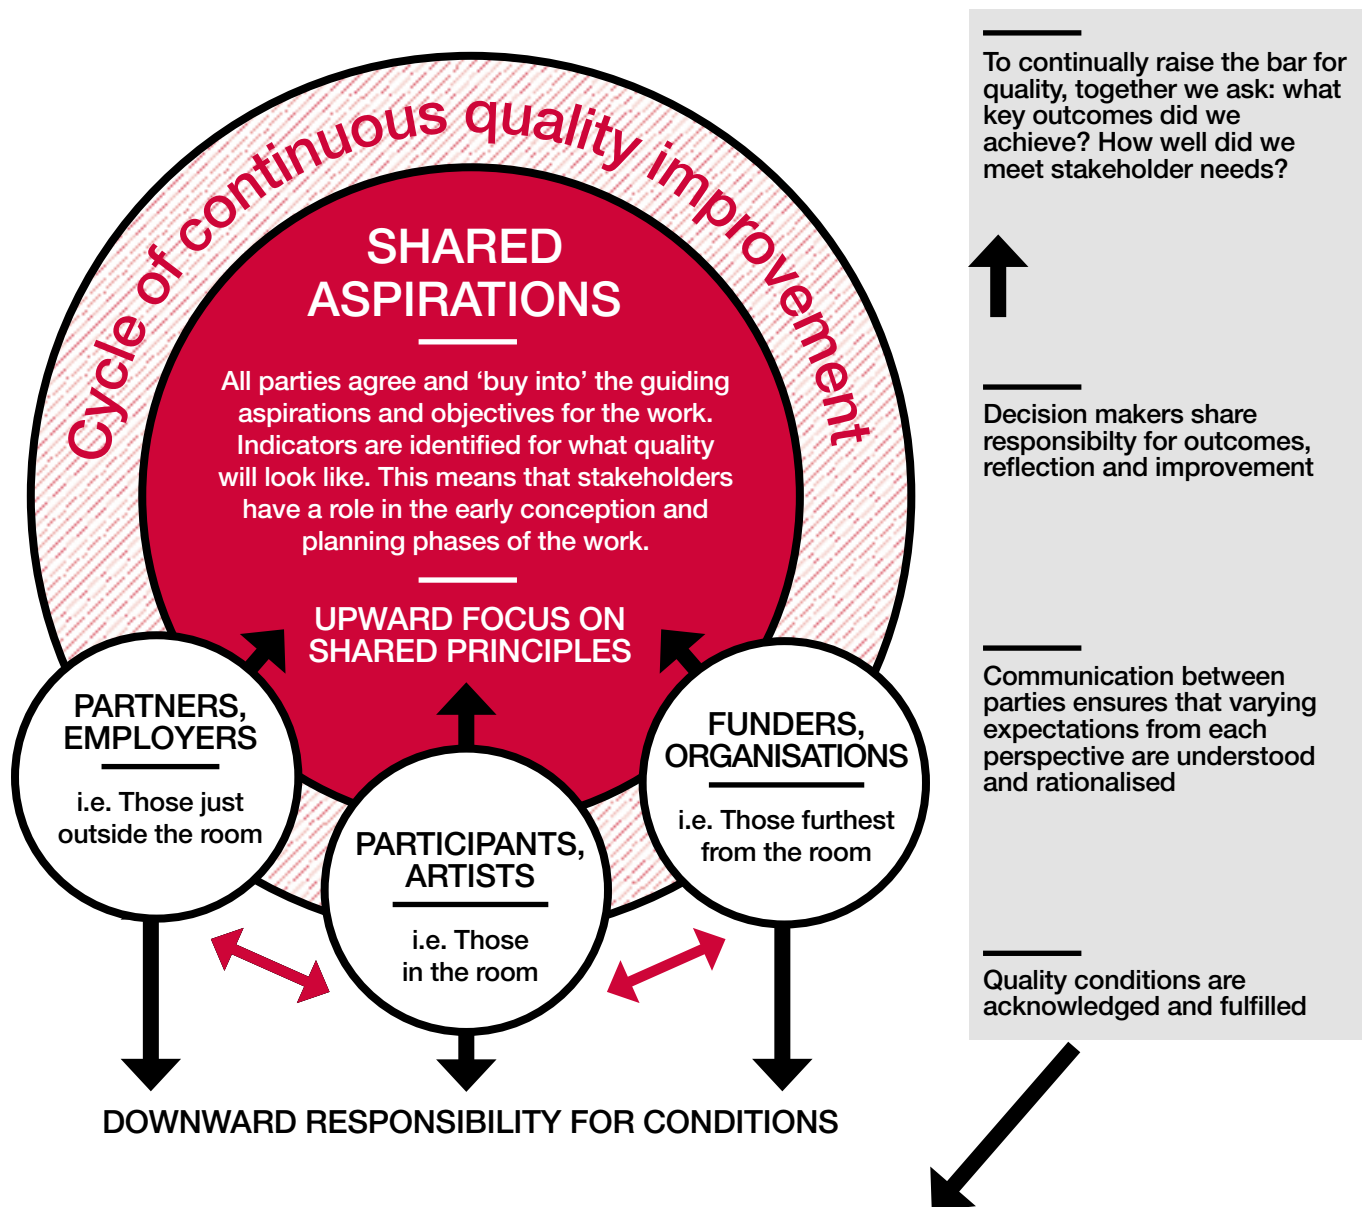 Cycle of continuous quality improvement
SHARED
ASPIRATIONS
All parties agree and ‘buy into’ the guiding
aspirations and objectives for the work.
Indicators are identified for what quality
will look like. This means that stakeholders
have a role in the early conception and
planning phases of the work.
UPWARD FOCUS ON
SHARED PRINCIPLES
PARTNERS,
EMPLOYERS
i.e. Those just
outside the room
PARTICIPANTS,
ARTISTS
i.e. Those
in the room
FUNDERS,
ORGANISATIONS
i.e. Those furthest
from the room
DOWNWARD RESPONSIBILITY FOR CONDITIONS
To continually raise the bar for
quality, together we ask: what
key outcomes did we
achieve? How well did we
meet stakeholder needs?
Decision makers share
responsibilty for outcomes,
reflection and improvement
Communication between
parties ensures that varying
expectations from each
perspective are understood
and rationalised
Quality conditions are
acknowledged and fulfilled